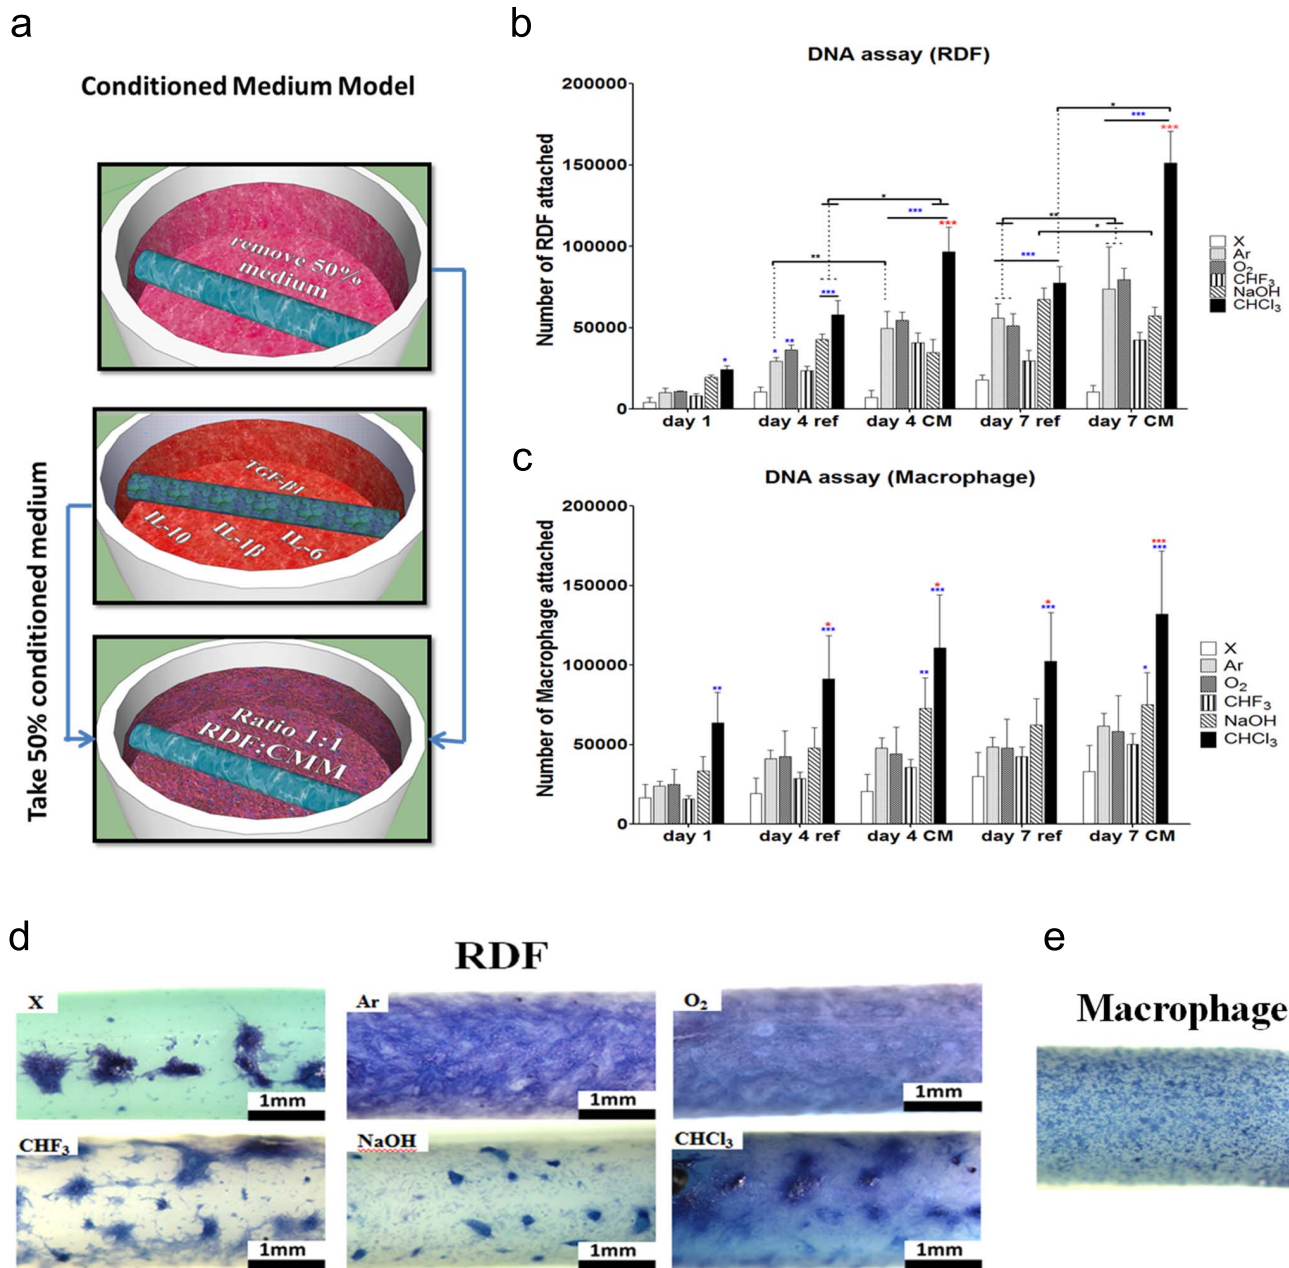 a
Conditioned Medium Model
remove 50%
medium
TGF-β1
IL-10
IL-1β
IL-6
Ratio 1:1
RDF:CMM
Take 50% conditioned medium
b
DNA assay (RDF)
Number of RDF attached
200000
150000
100000
50000
0
day 1
day 4 ref
day 4 CM
day 7 ref
day 7 CM
*
*
**
***
**
*
***
***
***
**
*
*
***
***
X
Ar
O₂
CHF₃
NaOH
CHCl₃
c
DNA assay (Macrophage)
Number of Macrophage attached
200000
150000
100000
50000
0
day 1
day 4 ref
day 4 CM
day 7 ref
day 7 CM
**
*
***
**
*
***
*
***
*
***
***
X
Ar
O₂
CHF₃
NaOH
CHCl₃
d
RDF
X
1mm
Ar
1mm
O₂
1mm
CHF₃
1mm
NaOH
1mm
CHCl₃
1mm
e
Macrophage